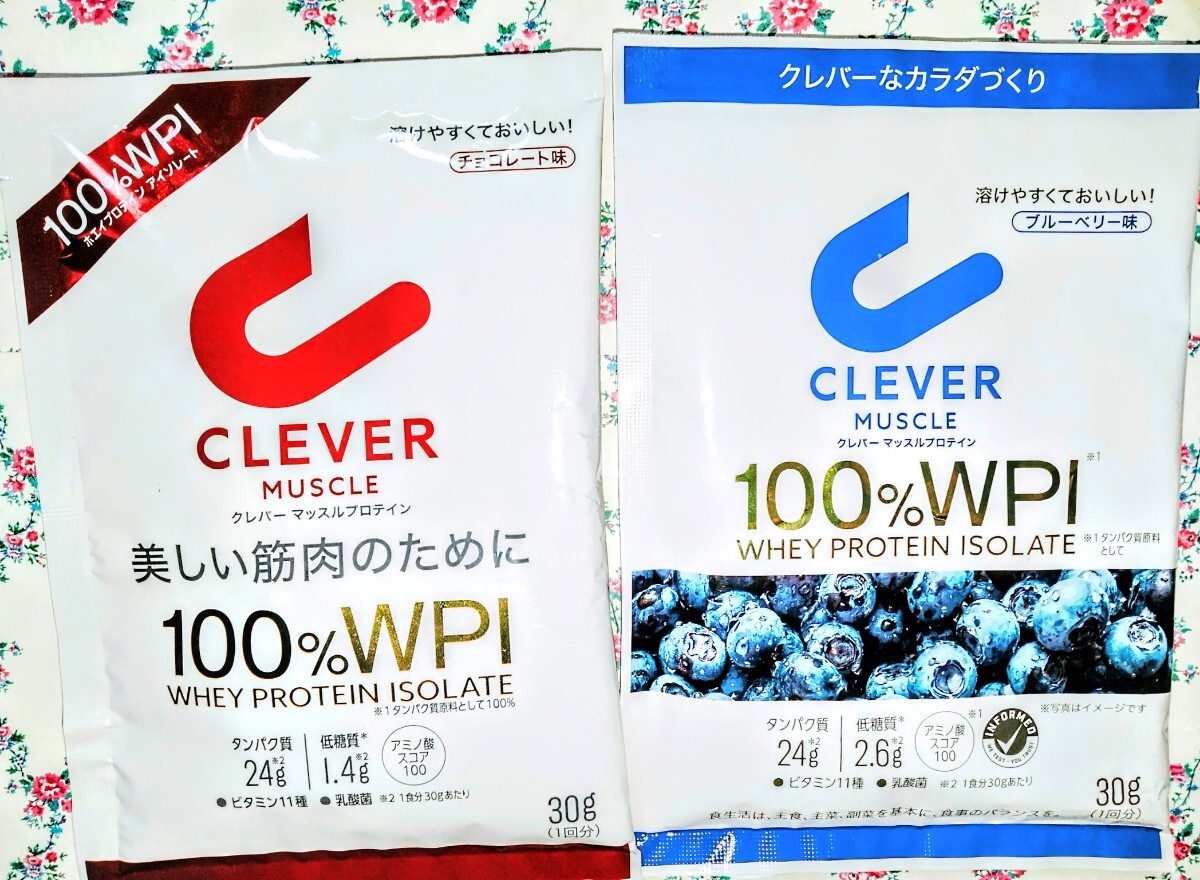 100%WPI
ホエイプロテイン アイソレート
溶けやすくておいしい!
チョコレート味
CLEVER
MUSCLE
クレバー マッスルプロテイン
美しい筋肉のために
100%WPI
WHEY PROTEIN ISOLATE
※1タンパク質原料として100%
タンパク質
24g※2
低糖質*
1.4g※2
アミノ酸
スコア
100
● ビタミン11種 ● 乳酸菌 ※2 1食分30gあたり
30g
(1回分)
クレバーなカラダづくり
溶けやすくておいしい!
ブルーベリー味
CLEVER
MUSCLE
クレバー マッスルプロテイン
100%WPI※1
WHEY PROTEIN ISOLATE
※1タンパク質原料
として
※写真はイメージです
タンパク質
24g※2
低糖質*
2.6g※2
アミノ酸
スコア
100
※1
INFORMED
WE TEST · YOU TRUST
● ビタミン11種 ● 乳酸菌 ※2 1食分30gあたり
30g
(1回分)
食生活は、主食、主菜、副菜を基本に、食事のバランスを。